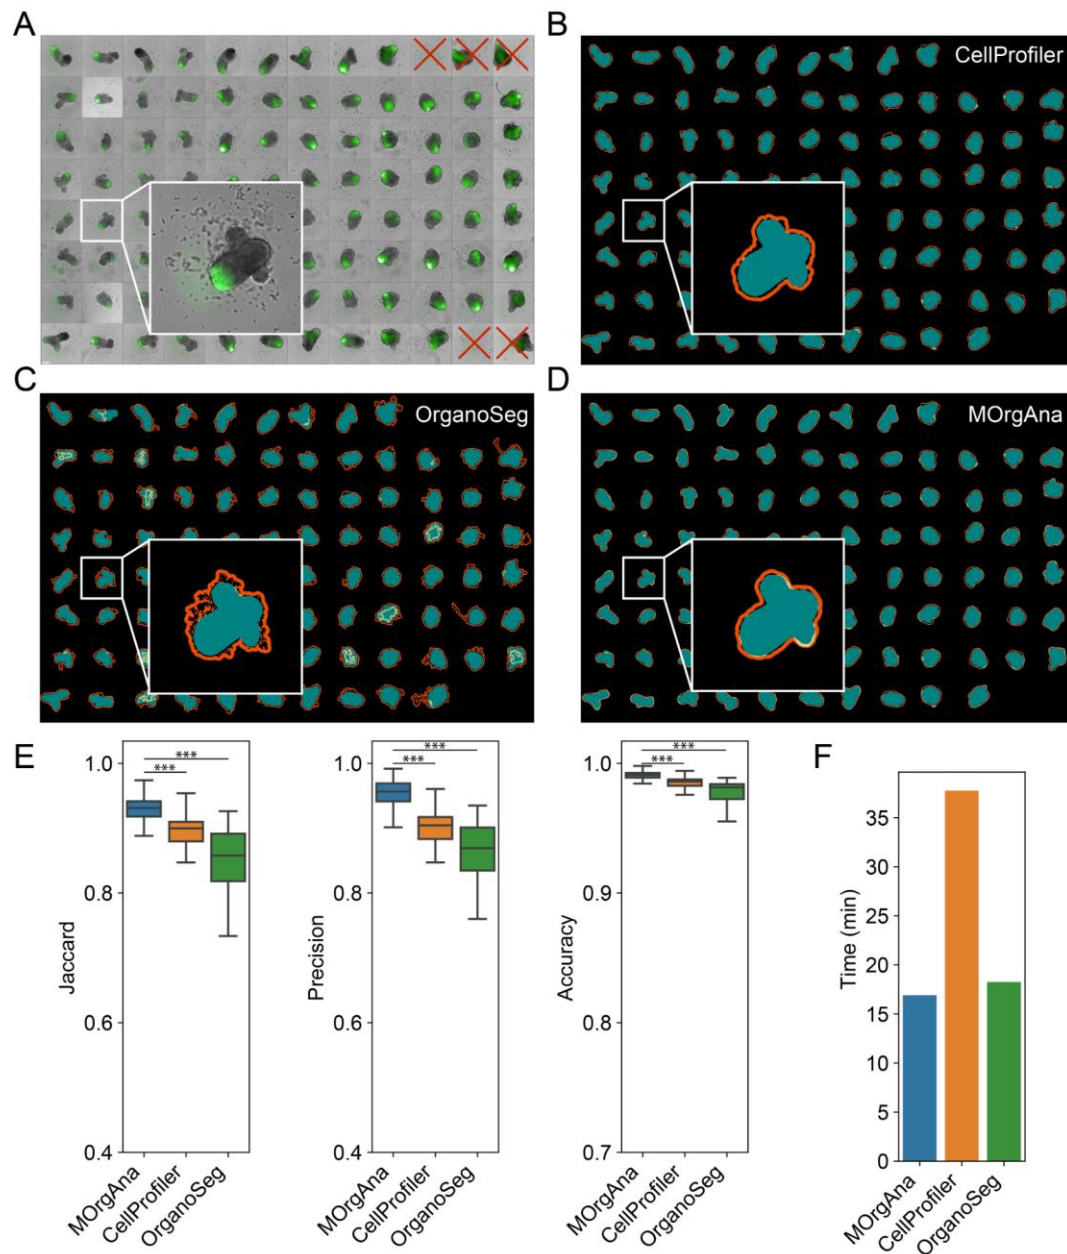 A
B
CellProfiler
C
OrganoSeg
D
MOrgAna
E
Jaccard
1.0
0.8
0.6
0.4
***
***
MOrgAna
CellProfiler
OrganoSeg
Precision
1.0
0.8
0.6
0.4
***
***
MOrgAna
CellProfiler
OrganoSeg
Accuracy
1.0
0.9
0.8
0.7
***
***
MOrgAna
CellProfiler
OrganoSeg
F
Time (min)
35
30
25
20
15
10
5
0
MOrgAna
CellProfiler
OrganoSeg